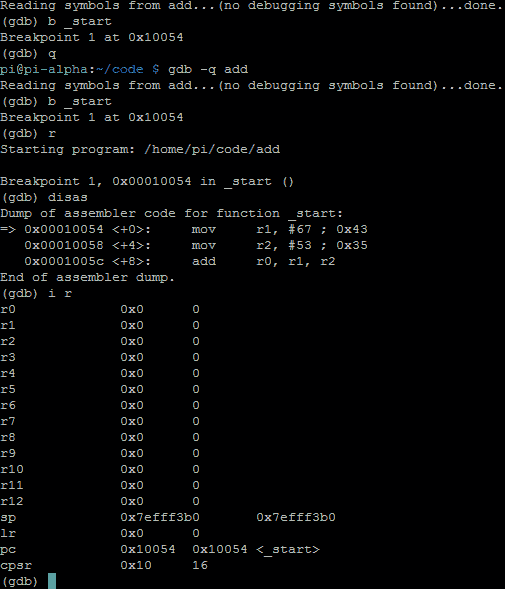 Reading symbols from add...(no debugging symbols found)...done.
(gdb) b _start
Breakpoint 1 at 0x10054
(gdb) q
pi@pi-alpha:~/code $ gdb -q add
Reading symbols from add...(no debugging symbols found)...done.
(gdb) b _start
Breakpoint 1 at 0x10054
(gdb) r
Starting program: /home/pi/code/add
Breakpoint 1, 0x00010054 in _start ()
(gdb) disas
Dump of assembler code for function _start:
=> 0x00010054 <+0>: mov r1, #67 ; 0x43
0x00010058 <+4>: mov r2, #53 ; 0x35
0x0001005c <+8>: add r0, r1, r2
End of assembler dump.
(gdb) i r
r0 0x0 0
r1 0x0 0
r2 0x0 0
r3 0x0 0
r4 0x0 0
r5 0x0 0
r6 0x0 0
r7 0x0 0
r8 0x0 0
r9 0x0 0
r10 0x0 0
r11 0x0 0
r12 0x0 0
sp 0x7efff3b0 0x7efff3b0
lr 0x0 0
pc 0x10054 0x10054 <_start>
cpsr 0x10 16
(gdb)